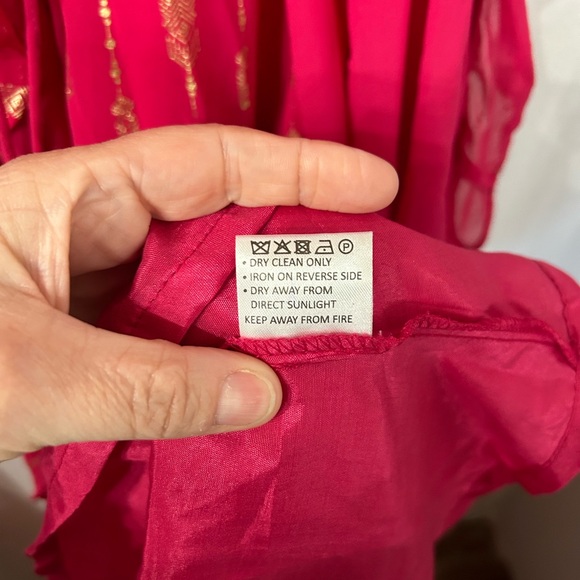 P
• DRY CLEAN ONLY
• IRON ON REVERSE SIDE
• DRY AWAY FROM
DIRECT SUNLIGHT
KEEP AWAY FROM FIRE